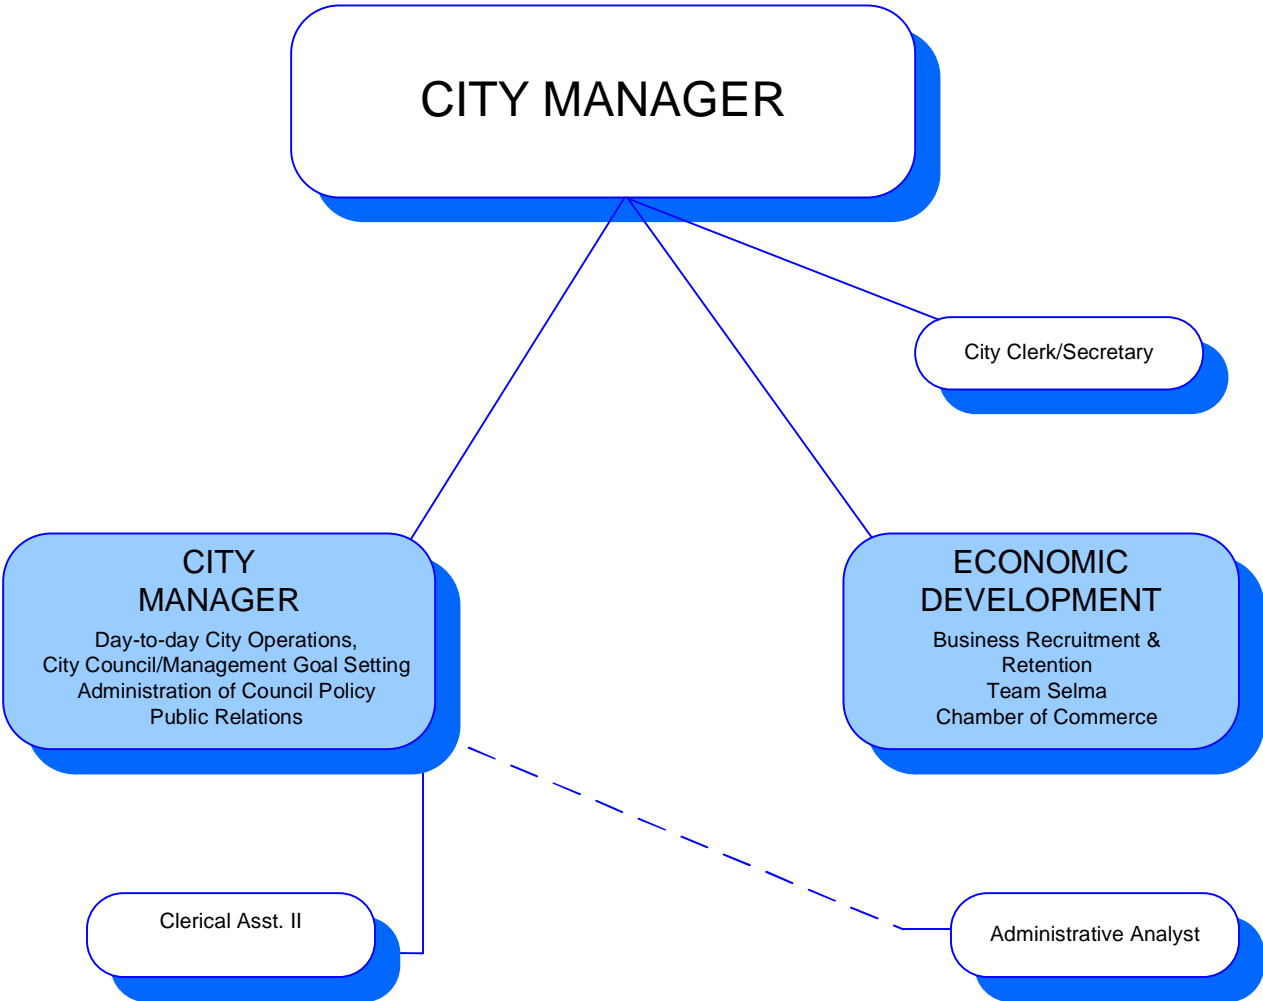 CITY MANAGER
City Clerk/Secretary
CITY
MANAGER
Day-to-day City Operations,
City Council/Management Goal Setting
Administration of Council Policy
Public Relations
ECONOMIC
DEVELOPMENT
Business Recruitment &
Retention
Team Selma
Chamber of Commerce
Clerical Asst. II
Administrative Analyst